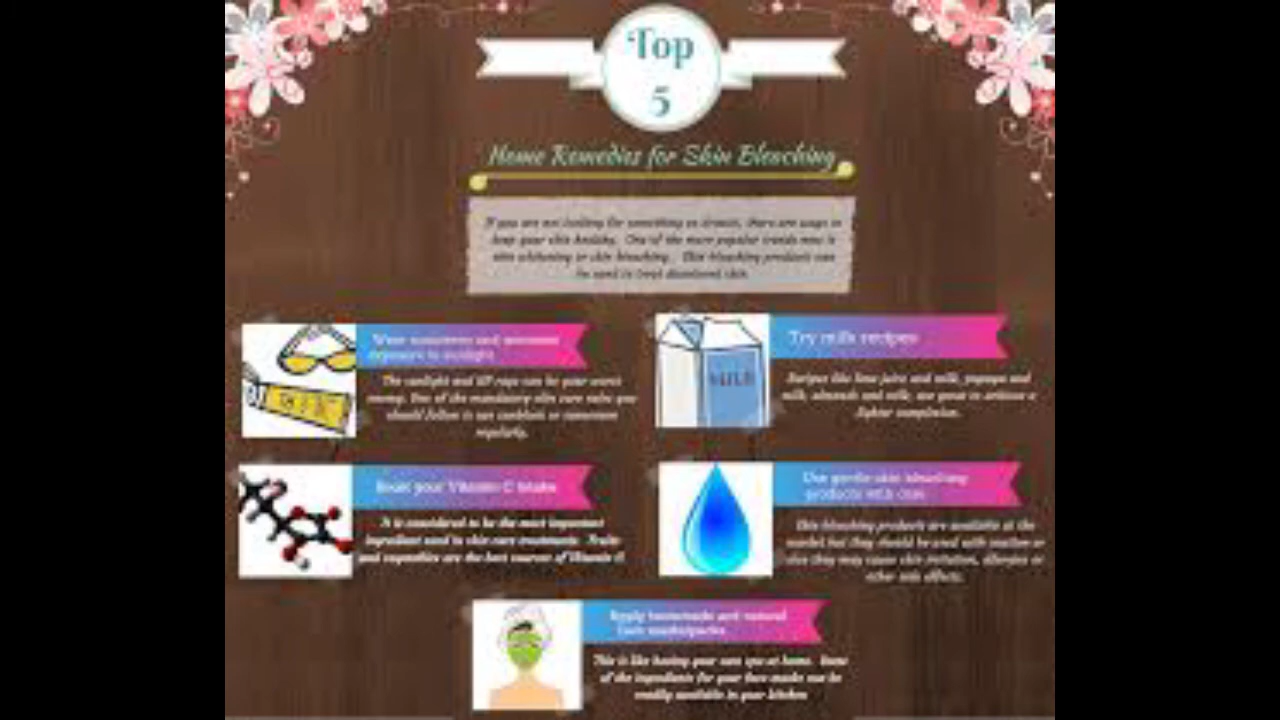 Top
5
Home Remedies for Skin Bleaching
If you are not looking for something so drastic, there are ways to
keep your skin healthy. One of the more popular trends now is
skin whitening or skin bleaching. Skin bleaching products can
be used to treat discolored skin.
Wear sunscreen and
exposure to sunlight
The sunlight and UV rays can be your worst
enemy. One of the mandatory skin care rules you
should follow is use sunblock or sunscreen
regularly.
Try milk recipes
MILK
Recipes like lime juice and milk, papaya and
milk, almonds and milk, are great to achieve a
lighter complexion.
Boost your Vitamin C Intake
It is considered to be the most important
ingredient used in skin care treatments. Fruits
and vegetables are the best sources of Vitamin C.
Use gentle skin bleaching
products with care
Skin bleaching products are available at the
market but they should be used with caution or
else they may cause skin irritation, allergies or
other side effects.
Apply homemade and natural
face masks/packs
This is like having your own spa at home. Some
of the ingredients for your face masks can be
readily available in your kitchen